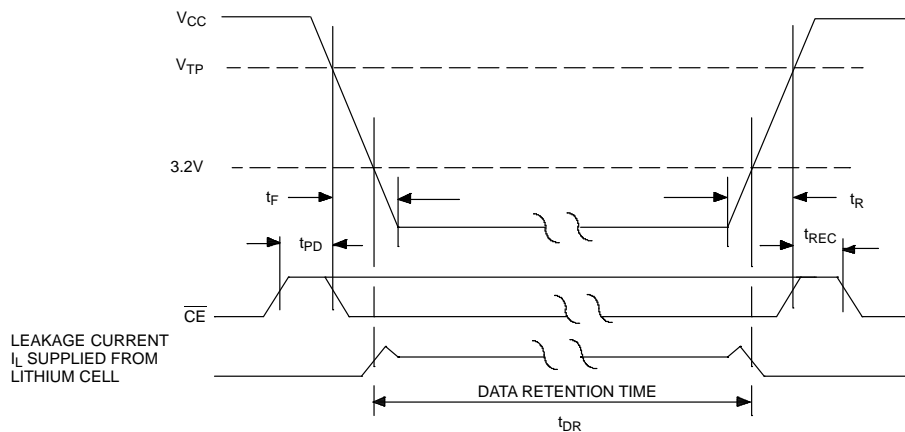 VCC
VTP
3.2V
tF
tR
tPD
tREC
CE
LEAKAGE CURRENT
IL SUPPLIED FROM
LITHIUM CELL
DATA RETENTION TIME
tDR